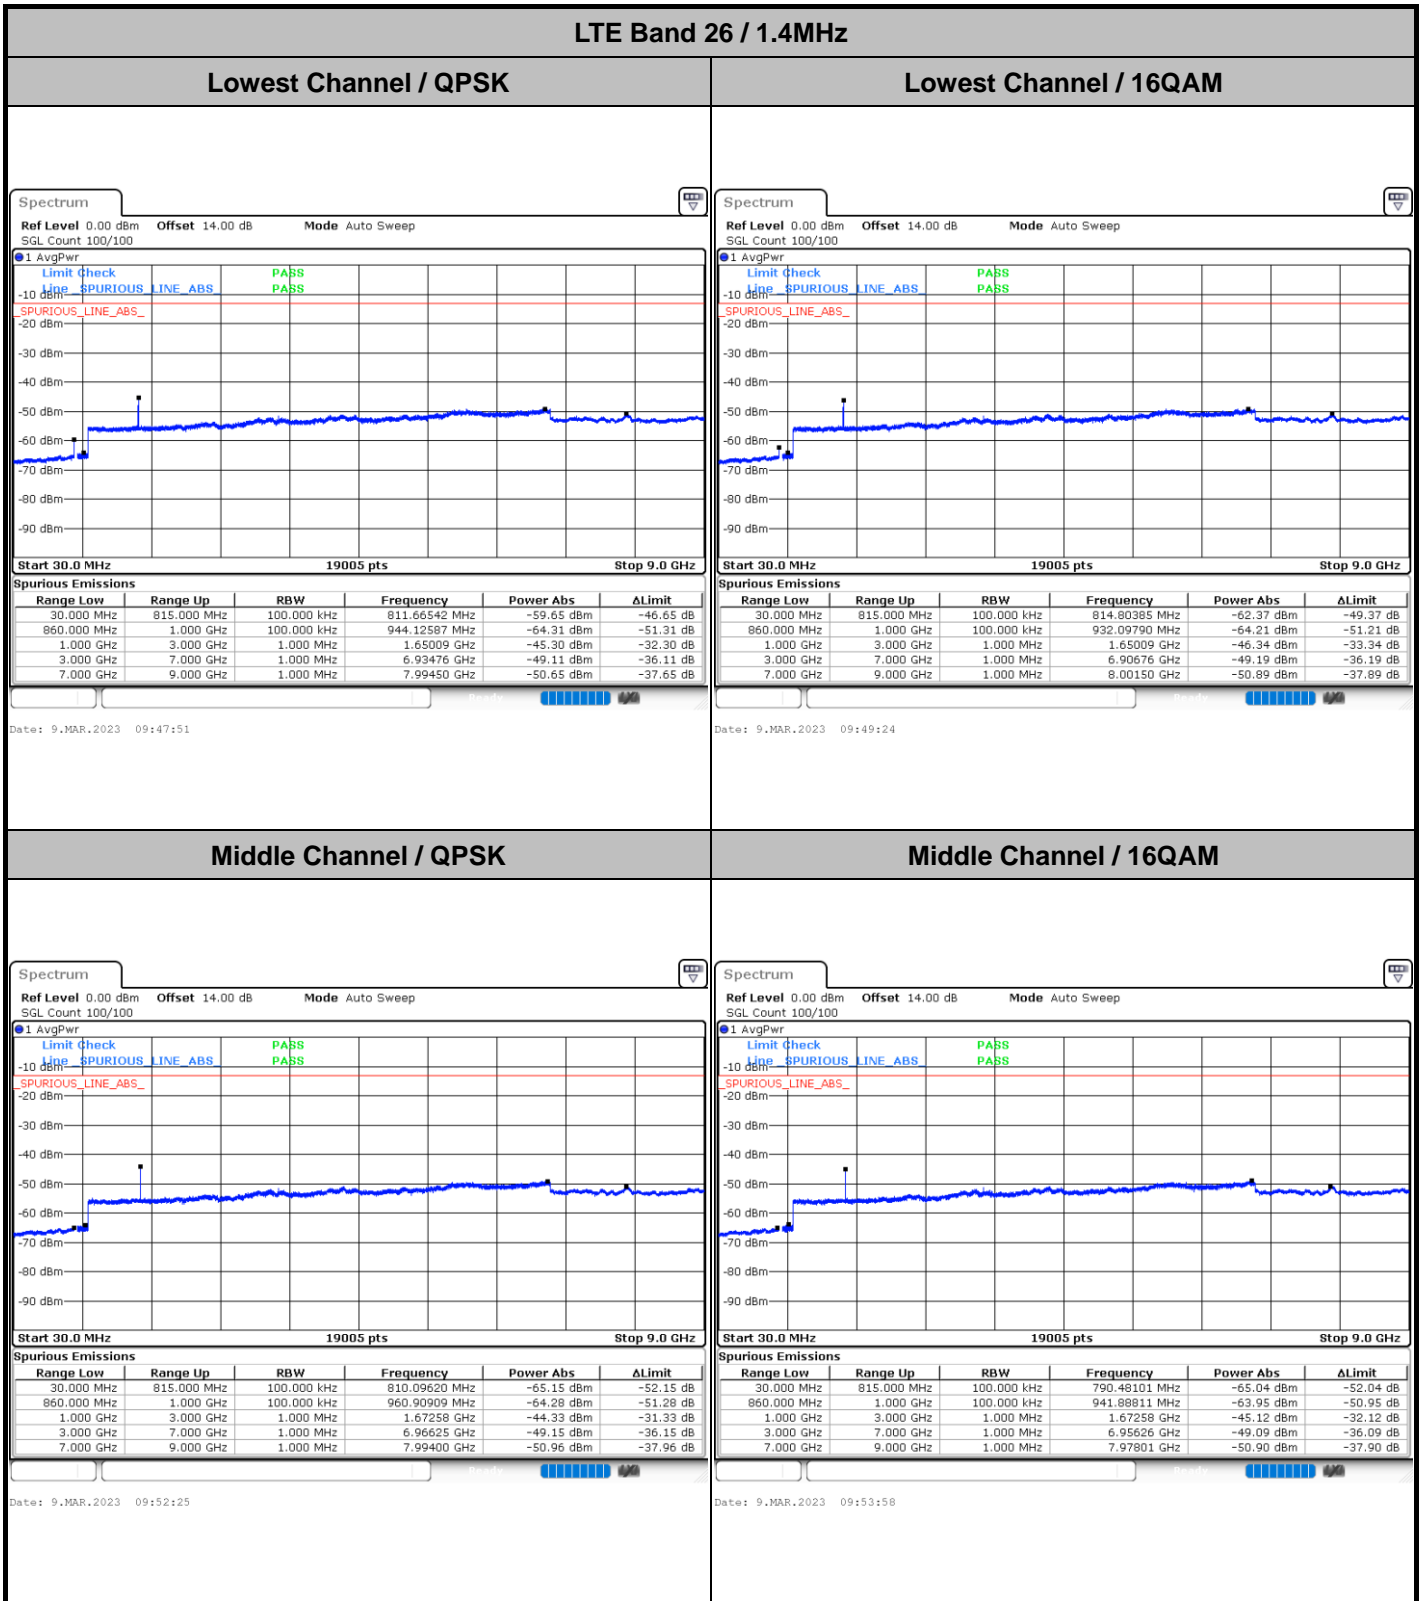 LTE Band 26 / 1.4MHz
Lowest Channel / QPSK
Lowest Channel / 16QAM
Spectrum
Ref Level 0.00 dBm Offset 14.00 dB Mode Auto Sweep
SGL Count 100/100
1 AvgPwr
Limit Check PASS
Line _SPURIOUS_LINE_ABS_ PASS
-10 dBm
_SPURIOUS_LINE_ABS_
-20 dBm
-30 dBm
-40 dBm
-50 dBm
-60 dBm
-70 dBm
-80 dBm
-90 dBm
Start 30.0 MHz 19005 pts Stop 9.0 GHz
Spurious Emissions
Range Low Range Up RBW Frequency Power Abs ΔLimit
30.000 MHz 815.000 MHz 100.000 kHz 811.66542 MHz -59.65 dBm -46.65 dB
860.000 MHz 1.000 GHz 100.000 kHz 944.12587 MHz -64.31 dBm -51.31 dB
1.000 GHz 3.000 GHz 1.000 MHz 1.65009 GHz -45.30 dBm -32.30 dB
3.000 GHz 7.000 GHz 1.000 MHz 6.93476 GHz -49.11 dBm -36.11 dB
7.000 GHz 9.000 GHz 1.000 MHz 7.99450 GHz -50.65 dBm -37.65 dB
Date: 9.MAR.2023 09:47:51
Spectrum
Ref Level 0.00 dBm Offset 14.00 dB Mode Auto Sweep
SGL Count 100/100
1 AvgPwr
Limit Check PASS
Line _SPURIOUS_LINE_ABS_ PASS
-10 dBm
_SPURIOUS_LINE_ABS_
-20 dBm
-30 dBm
-40 dBm
-50 dBm
-60 dBm
-70 dBm
-80 dBm
-90 dBm
Start 30.0 MHz 19005 pts Stop 9.0 GHz
Spurious Emissions
Range Low Range Up RBW Frequency Power Abs ΔLimit
30.000 MHz 815.000 MHz 100.000 kHz 814.80385 MHz -62.37 dBm -49.37 dB
860.000 MHz 1.000 GHz 100.000 kHz 932.09790 MHz -64.21 dBm -51.21 dB
1.000 GHz 3.000 GHz 1.000 MHz 1.65009 GHz -46.34 dBm -33.34 dB
3.000 GHz 7.000 GHz 1.000 MHz 6.90676 GHz -49.19 dBm -36.19 dB
7.000 GHz 9.000 GHz 1.000 MHz 8.00150 GHz -50.89 dBm -37.89 dB
Date: 9.MAR.2023 09:49:24
Middle Channel / QPSK
Middle Channel / 16QAM
Spectrum
Ref Level 0.00 dBm Offset 14.00 dB Mode Auto Sweep
SGL Count 100/100
1 AvgPwr
Limit Check PASS
Line _SPURIOUS_LINE_ABS_ PASS
-10 dBm
_SPURIOUS_LINE_ABS_
-20 dBm
-30 dBm
-40 dBm
-50 dBm
-60 dBm
-70 dBm
-80 dBm
-90 dBm
Start 30.0 MHz 19005 pts Stop 9.0 GHz
Spurious Emissions
Range Low Range Up RBW Frequency Power Abs ΔLimit
30.000 MHz 815.000 MHz 100.000 kHz 810.09620 MHz -65.15 dBm -52.15 dB
860.000 MHz 1.000 GHz 100.000 kHz 960.90909 MHz -64.28 dBm -51.28 dB
1.000 GHz 3.000 GHz 1.000 MHz 1.67258 GHz -44.33 dBm -31.33 dB
3.000 GHz 7.000 GHz 1.000 MHz 6.96625 GHz -49.15 dBm -36.15 dB
7.000 GHz 9.000 GHz 1.000 MHz 7.99400 GHz -50.96 dBm -37.96 dB
Date: 9.MAR.2023 09:52:25
Spectrum
Ref Level 0.00 dBm Offset 14.00 dB Mode Auto Sweep
SGL Count 100/100
1 AvgPwr
Limit Check PASS
Line _SPURIOUS_LINE_ABS_ PASS
-10 dBm
_SPURIOUS_LINE_ABS_
-20 dBm
-30 dBm
-40 dBm
-50 dBm
-60 dBm
-70 dBm
-80 dBm
-90 dBm
Start 30.0 MHz 19005 pts Stop 9.0 GHz
Spurious Emissions
Range Low Range Up RBW Frequency Power Abs ΔLimit
30.000 MHz 815.000 MHz 100.000 kHz 790.48101 MHz -65.04 dBm -52.04 dB
860.000 MHz 1.000 GHz 100.000 kHz 941.88811 MHz -63.95 dBm -50.95 dB
1.000 GHz 3.000 GHz 1.000 MHz 1.67258 GHz -45.12 dBm -32.12 dB
3.000 GHz 7.000 GHz 1.000 MHz 6.95626 GHz -49.09 dBm -36.09 dB
7.000 GHz 9.000 GHz 1.000 MHz 7.97801 GHz -50.90 dBm -37.90 dB
Date: 9.MAR.2023 09:53:58